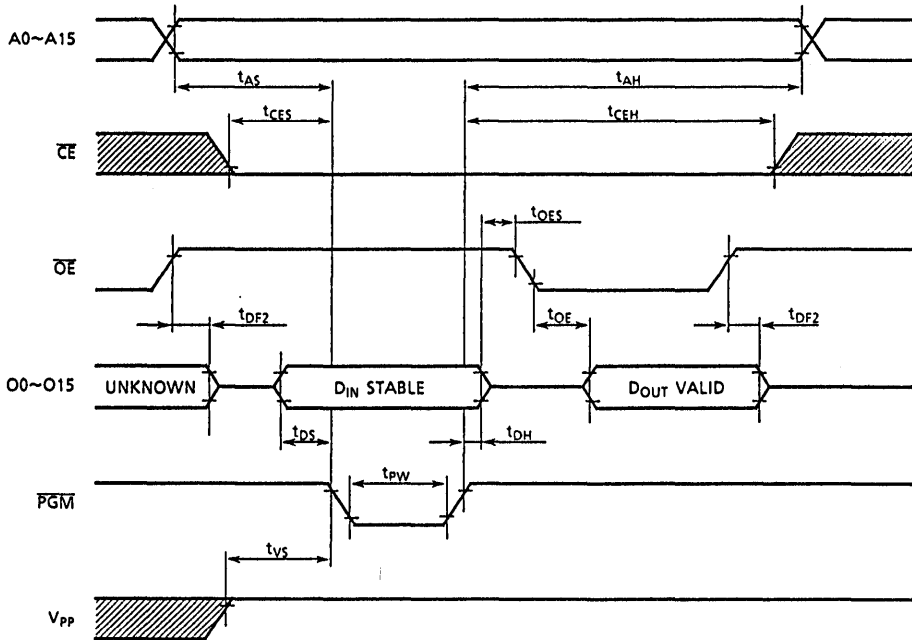 A0~A15
tAS
tAH
tCES
tCEH
CE
tOES
OE
tDF2
tOE
tDF2
O0~O15
UNKNOWN
DIN STABLE
DOUT VALID
tDS
tDH
tPW
PGM
tVS
VPP